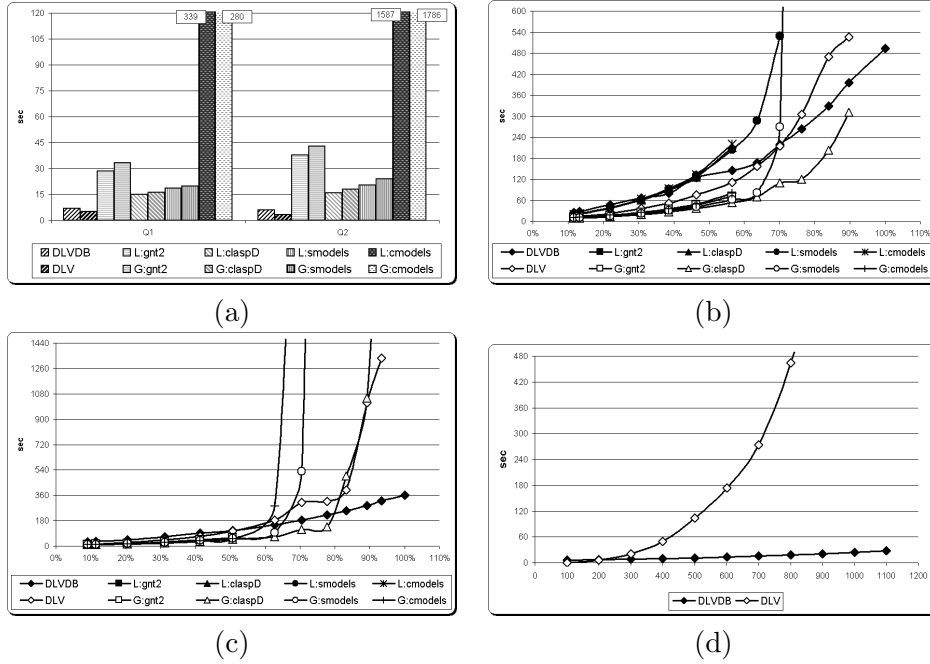 339 280 1587 1786
120
105
90
75
60
45
30
15
0
sec
Q1 Q2
DLVDB L:gnt2 L:claspD L:smodels L:cmodels
DLV G:gnt2 G:claspD G:smodels G:cmodels
(a)
600
540
480
420
360
300
240
180
120
60
0
sec
0% 10% 20% 30% 40% 50% 60% 70% 80% 90% 100% 110%
DLVDB L:gnt2 L:claspD L:smodels L:cmodels
DLV G:gnt2 G:claspD G:smodels G:cmodels
(b)
1440
1260
1080
900
720
540
360
180
0
sec
0% 10% 20% 30% 40% 50% 60% 70% 80% 90% 100% 110%
DLVDB L:gnt2 L:claspD L:smodels L:cmodels
DLV G:gnt2 G:claspD G:smodels G:cmodels
(c)
480
420
360
300
240
180
120
60
0
sec
0 100 200 300 400 500 600 700 800 900 1000 1100 1200
DLVDB DLV
(d)